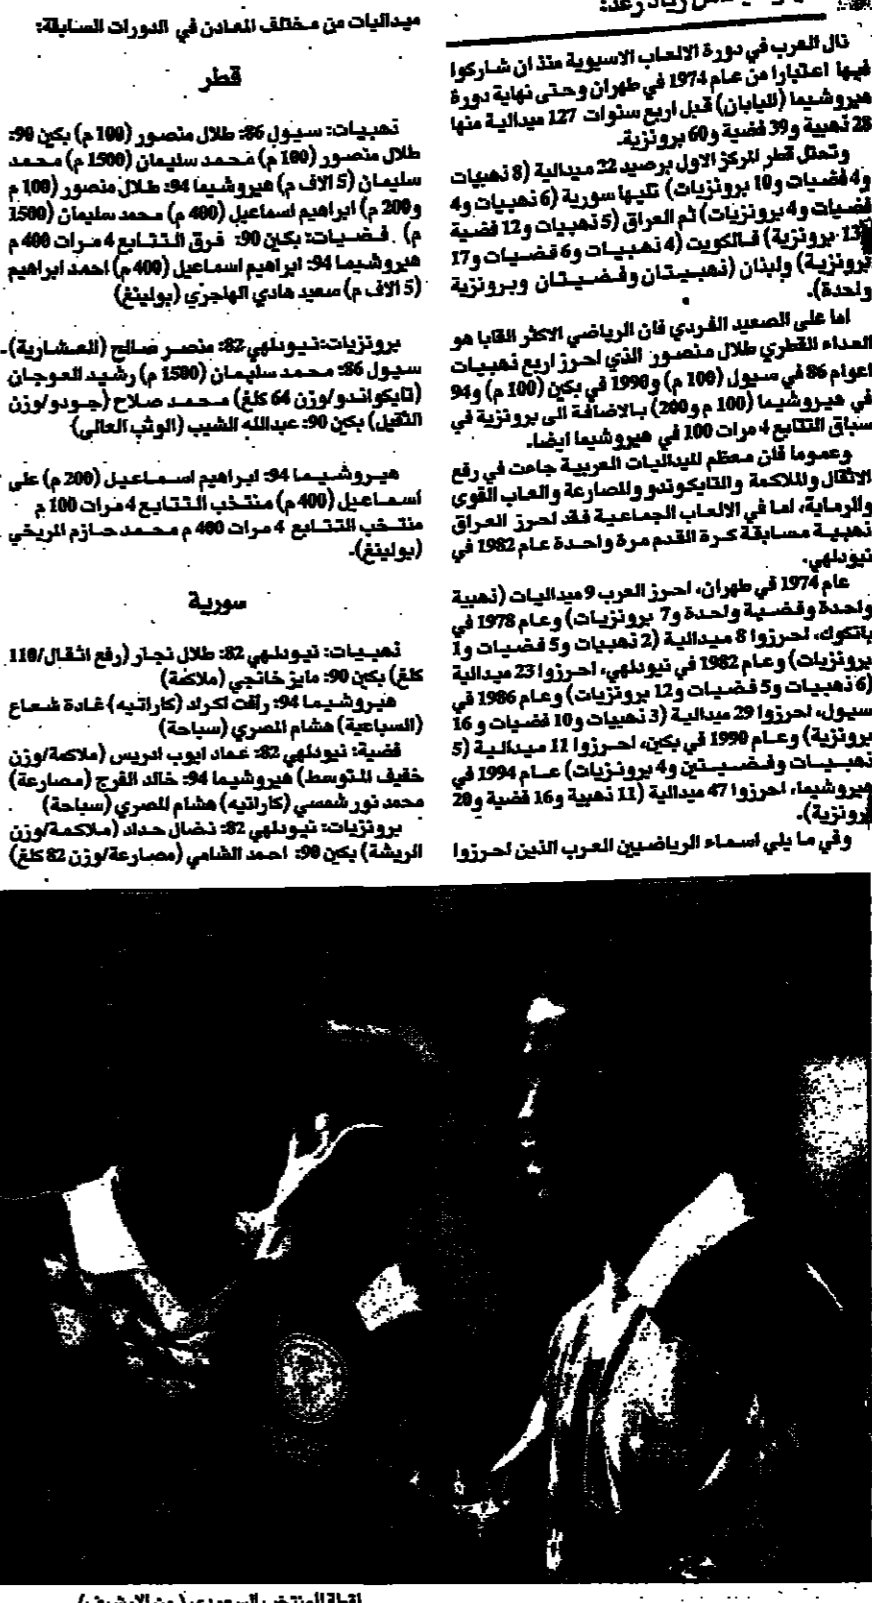 نال العرب في دورة الالعاب الاسيوية منذ ان شاركوا
فيها اعتبارا من عام 1974 في طهران وحتى نهاية دورة
هيروشيما (اليابان) قبل اربع سنوات 127 ميدالية منها
28 ذهبية و39 فضية و60 برونزية.
وتحتل قطر المركز الاول برصيد 22 ميدالية (8 ذهبيات
و4 فضيات و10 برونزيات) تليها سورية (6 ذهبيات و4
فضيات و4 برونزيات) ثم العراق (5 ذهبيات و12 فضية
و13 برونزية) فالكويت (4 ذهبيات و6 فضيات و17
برونزية) ولبنان (ذهبيتان وفضيتان وبرونزية
واحدة).
اما على الصعيد الفردي فان الرياضي الاكثر القابا هو
العداء القطري طلال منصور الذي احرز اربع ذهبيات
اعوام 86 في سيول (100 م) و1990 في بكين (100 م) و94
في هيروشيما (100 م و200) بالاضافة الى برونزية في
سباق التتابع 4 مرات 100 في هيروشيما ايضا.
وعموما فان معظم الميداليات العربية جاءت في رفع
الاثقال والملاكمة والتايكوندو والمصارعة والعاب القوى
والرماية، اما في الالعاب الجماعية فقد احرز العراق
ذهبية مسابقة كرة القدم مرة واحدة عام 1982 في
نيودلهي.
عام 1974 في طهران، احرز العرب 9 ميداليات (ذهبية
واحدة وفضية واحدة و7 برونزيات) وعام 1978 في
بانكوك، احرزوا 8 ميدالية (2 ذهبيات و5 فضيات و1
برونزيات) وعام 1982 في نيودلهي، احرزوا 23 ميدالية
(6 ذهبيات و5 فضيات و12 برونزيات) وعام 1986 في
سيول، احرزوا 29 ميدالية (3 ذهبيات و10 فضيات و 16
برونزية) وعام 1990 في بكين، احرزوا 11 ميدالية (5
ذهبيات وفضيتين و4 برونزيات) عام 1994 في
هيروشيما، احرزوا 47 ميدالية (11 ذهبية و16 فضية و20
برونزية).
وفي ما يلي اسماء الرياضيين العرب الذين احرزوا
ميداليات من مختلف المعادن في الدورات السابقة:
قطر
ذهبيات: سيول 86: طلال منصور (100 م) بكين 90:
طلال منصور (100 م) محمد سليمان (1500 م) محمد
سليمان (5 الاف م) هيروشيما 94: طلال منصور (100 م
و200 م) ابراهيم اسماعيل (400 م) محمد سليمان (1500
م) . فضيات: بكين 90: فرق التتابع 4 مرات 400 م
هيروشيما 94: ابراهيم اسماعيل (400 م) احمد ابراهيم
(5 الاف م) سعيد هادي الهاجري (بولينغ)
برونزيات: نيودلهي 82: منصر صالح (العشارية).
سيول 86: محمد سليمان (1500 م) رشيد العوجان
(تايكواندو/وزن 64 كلغ) محمد صلاح (جودو/وزن
الثقيل) بكين 90: عبدالله الشيب (الوثب العالي)
هيروشيما 94: ابراهيم اسماعيل (200 م) علي
اسماعيل (400 م) منتخب التتابع 4 مرات 100 م
منتخب التتابع 4 مرات 400 م محمد حازم المريخي
(بولينغ).
سورية
ذهبيات: نيودلهي 82: طلال نجار (رفع اثقال/110
كلغ) بكين 90: مايز خانجي (ملاكمة)
هيروشيما 94: رافت اكراد (كاراتيه) غادة شعاع
(السباعية) هشام المصري (سباحة)
فضية: نيودلهي 82: عماد ايوب ادريس (ملاكمة/وزن
خفيف المتوسط) هيروشيما 94: خالد الفرج (مصارعة)
محمد نور شمسي (كاراتيه) هشام المصري (سباحة)
برونزيات: نيودلهي 82: نضال حداد (ملاكمة/وزن
الريشة) بكين 90: احمد الشامي (مصارعة/وزن 82 كلغ)
لقطة للمنتخب السعودي (من الارشيف)